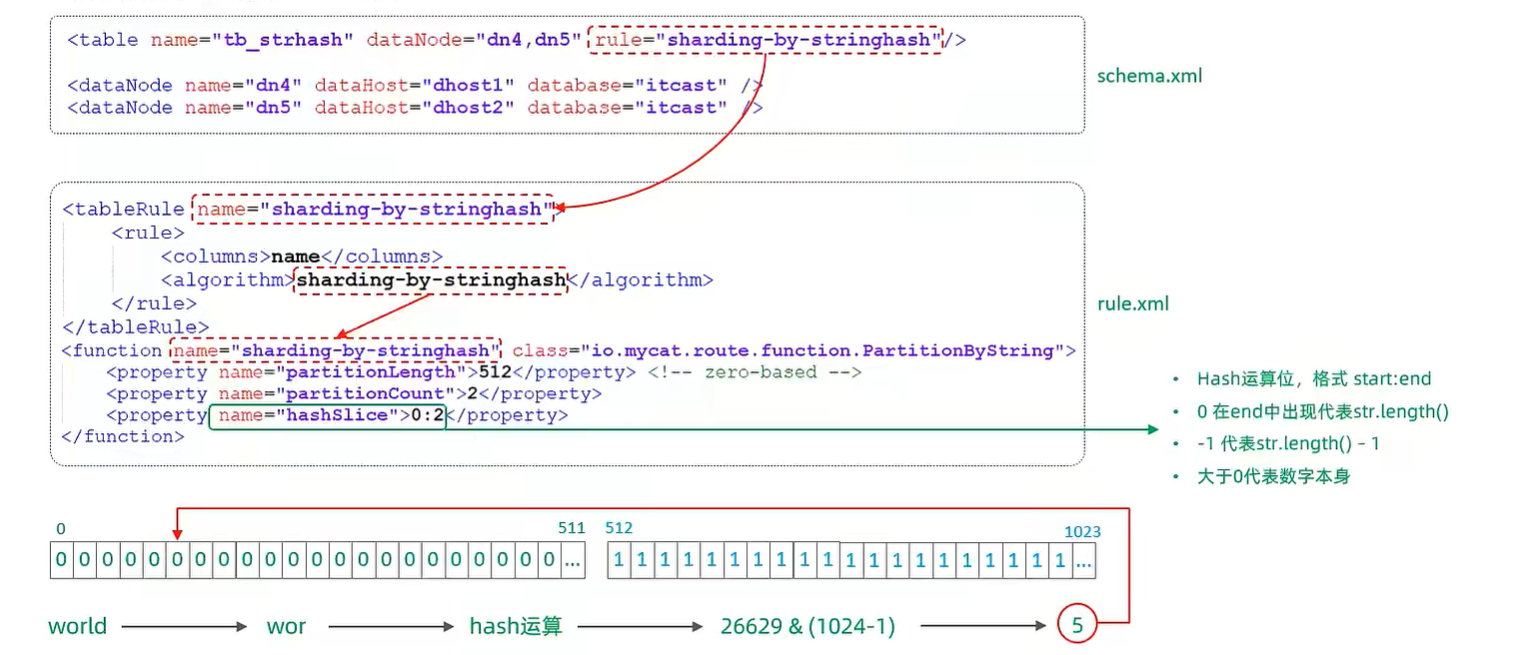 <table name="tb_strhash" dataNode="dn4,dn5" rule="sharding-by-stringhash"/>
<dataNode name="dn4" dataHost="dhost1" database="itcast" />
<dataNode name="dn5" dataHost="dhost2" database="itcast" />
schema.xml
<tableRule name="sharding-by-stringhash">
<rule>
<columns>name</columns>
<algorithm>sharding-by-stringhash</algorithm>
</rule>
</tableRule>
<function name="sharding-by-stringhash" class="io.mycat.route.function.PartitionByString">
<property name="partitionLength">512</property> <!-- zero-based -->
<property name="partitionCount">2</property>
<property name="hashSlice">0:2</property>
</function>
rule.xml
• Hash运算位，格式 start:end
• 0 在end中出现代表str.length()
• -1 代表str.length() - 1
• 大于0代表数字本身
0 511 512 1023
0 0 0 0 0 0 0 0 0 0 0 0 0 0 0 0 0 0 0 0 0 0 ... 1 1 1 1 1 1 1 1 1 1 1 1 1 1 1 1 1 1 1 1 ...
world wor hash运算 26629 & (1024-1) 5